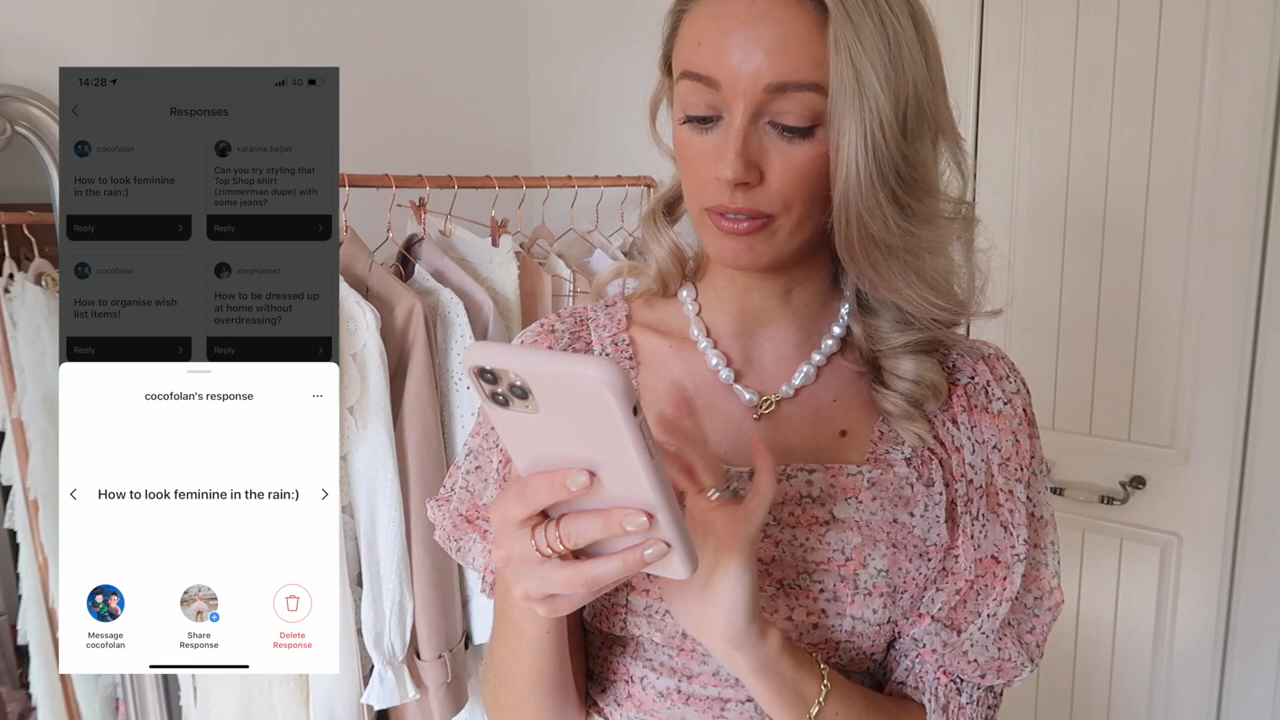 14:28
4G
Responses
cocofolan
How to look feminine
in the rain:)
Reply
katarina.beljak
Can you try styling that
Top Shop shirt
(zimmerman dupe) with
some jeans?
Reply
cocofolan
How to organise wish
list items!
Reply
stephjamez
How to be dressed up
at home without
overdressing?
Reply
cocofolan's response
How to look feminine in the rain:)
Message
cocofolan
Share
Response
Delete
Response